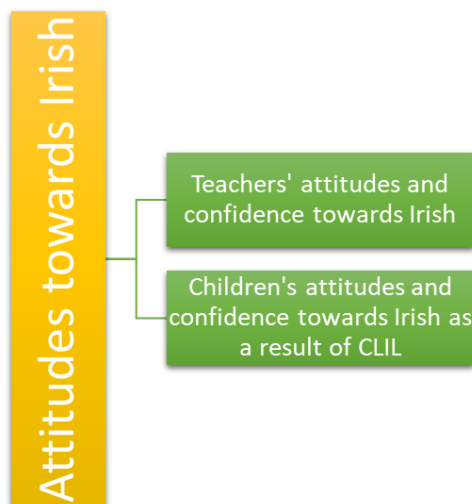 Attitudes towards Irish
Teachers' attitudes and
confidence towards Irish
Children's attitudes and
confidence towards Irish as
a result of CLIL